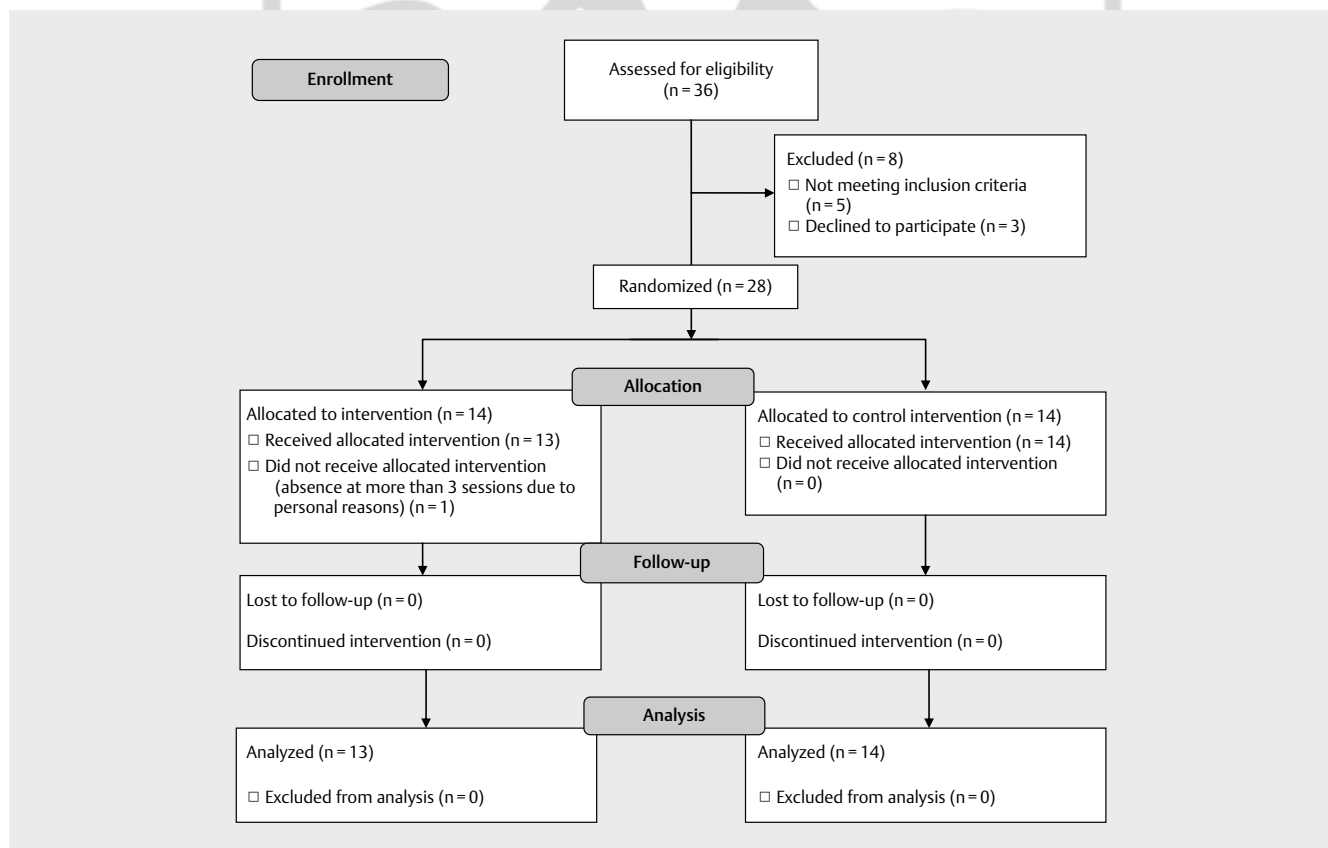 Enrollment
Assessed for eligibility
(n = 36)
Excluded (n = 8)
□ Not meeting inclusion criteria
(n = 5)
□ Declined to participate (n = 3)
Randomized (n = 28)
Allocation
Allocated to intervention (n = 14)
□ Received allocated intervention (n = 13)
□ Did not receive allocated intervention
(absence at more than 3 sessions due to
personal reasons) (n = 1)
Allocated to control intervention (n = 14)
□ Received allocated intervention (n = 14)
□ Did not receive allocated intervention
(n = 0)
Follow-up
Lost to follow-up (n = 0)
Discontinued intervention (n = 0)
Lost to follow-up (n = 0)
Discontinued intervention (n = 0)
Analysis
Analyzed (n = 13)
□ Excluded from analysis (n = 0)
Analyzed (n = 14)
□ Excluded from analysis (n = 0)